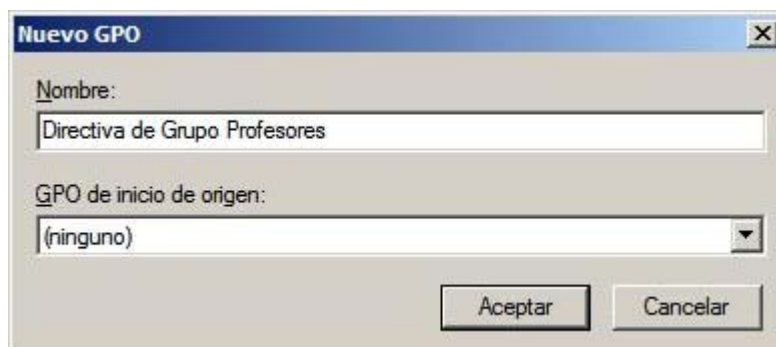 Nuevo GPO
Nombre:
Directiva de Grupo Profesores
GPO de inicio de origen:
(ninguno)
Aceptar Cancelar